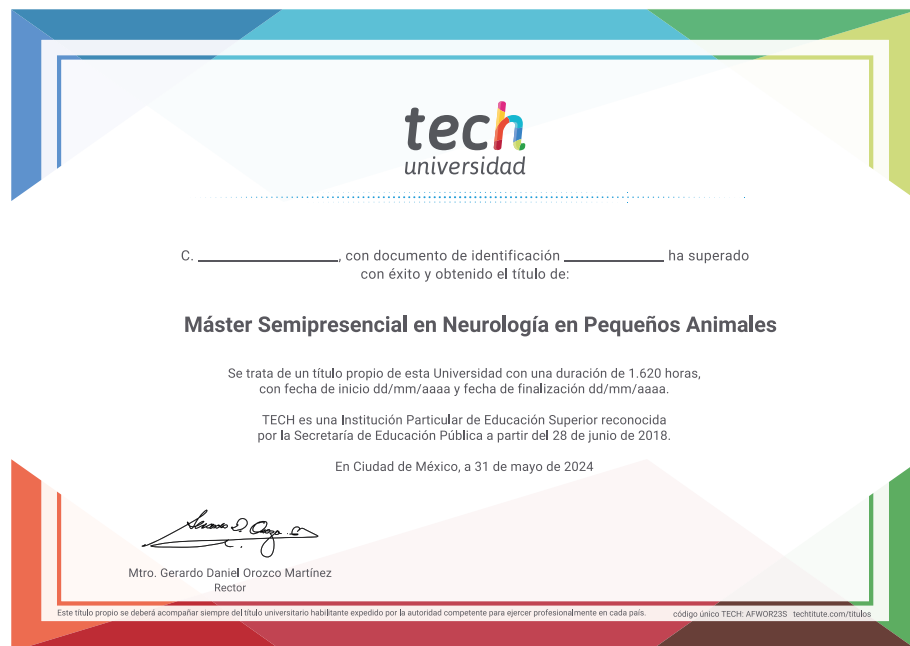 tech
universidad
C. ____________________, con documento de identificación ______________ ha superado
con éxito y obtenido el título de:
Máster Semipresencial en Neurología en Pequeños Animales
Se trata de un título propio de esta Universidad con una duración de 1.620 horas,
con fecha de inicio dd/mm/aaaa y fecha de finalización dd/mm/aaaa.
TECH es una Institución Particular de Educación Superior reconocida
por la Secretaría de Educación Pública a partir del 28 de junio de 2018.
En Ciudad de México, a 31 de mayo de 2024
Mtro. Gerardo Daniel Orozco Martínez
Rector
Este título propio se deberá acompañar siempre del título universitario habilitante expedido por la autoridad competente para ejercer profesionalmente en cada país. código único TECH: AFWOR23S techtitute.com/titulos